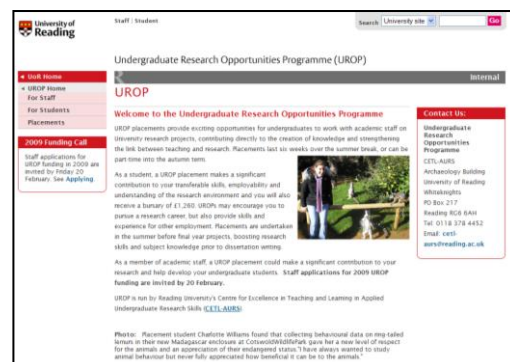 University of
Reading
Staff | Student
Search University site Go
Undergraduate Research Opportunities Programme (UROP)
Internal
UoR Home
UROP Home
For Staff
For Students
Placements
2009 Funding Call
Staff applications for
UROP funding in 2009 are
invited by Friday 20
February. See Applying.
UROP
Welcome to the Undergraduate Research Opportunities Programme
UROP placements provide exciting opportunities for undergraduates to work with academic staff on
University research projects, contributing directly to the creation of knowledge and strengthening
the link between teaching and research. Placements last six weeks over the summer break, or can be
part-time into the autumn term.
As a student, a UROP placement makes a significant
contribution to your transferable skills, employability and
understanding of the research environment and you will also
receive a bursary of £1,260. UROPs may encourage you to
pursue a research career, but also provide skills and
experience for other employment. Placements are undertaken
in the summer before final year projects, boosting research
skills and subject knowledge prior to dissertation writing.
As a member of academic staff, a UROP placement could make a significant contribution to your
research and help develop your undergraduate students. Staff applications for 2009 UROP
funding are invited by 20 February.
UROP is run by Reading University's Centre for Excellence in Teaching and Learning in Applied
Undergraduate Research Skills (CETL-AURS).
Photo: Placement student Charlotte Williams found that collecting behavioural data on ring-tailed
lemurs in their new Madagascar enclosure at CotswoldWildlifePark gave her a new level of respect
for the animals and an appreciation of their endangered status."I have always wanted to study
animal behaviour but never fully appreciated how beneficial it can be to the animals."
Contact Us:
Undergraduate
Research
Opportunities
Programme
CETL-AURS
Archaeology Building
University of Reading
Whiteknights
PO Box 217
Reading RG6 6AH
Tel: 0118 378 4452
Email: cetl-
aurs@reading.ac.uk